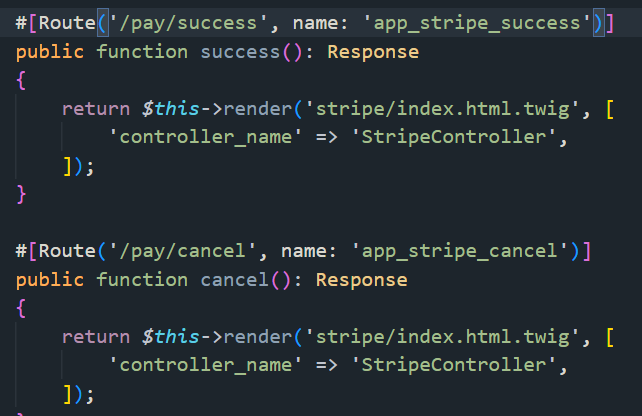 #[Route('/pay/success', name: 'app_stripe_success')]
public function success(): Response
{
    return $this->render('stripe/index.html.twig', [
        'controller_name' => 'StripeController',
    ]);
}

#[Route('/pay/cancel', name: 'app_stripe_cancel')]
public function cancel(): Response
{
    return $this->render('stripe/index.html.twig', [
        'controller_name' => 'StripeController',
    ]);